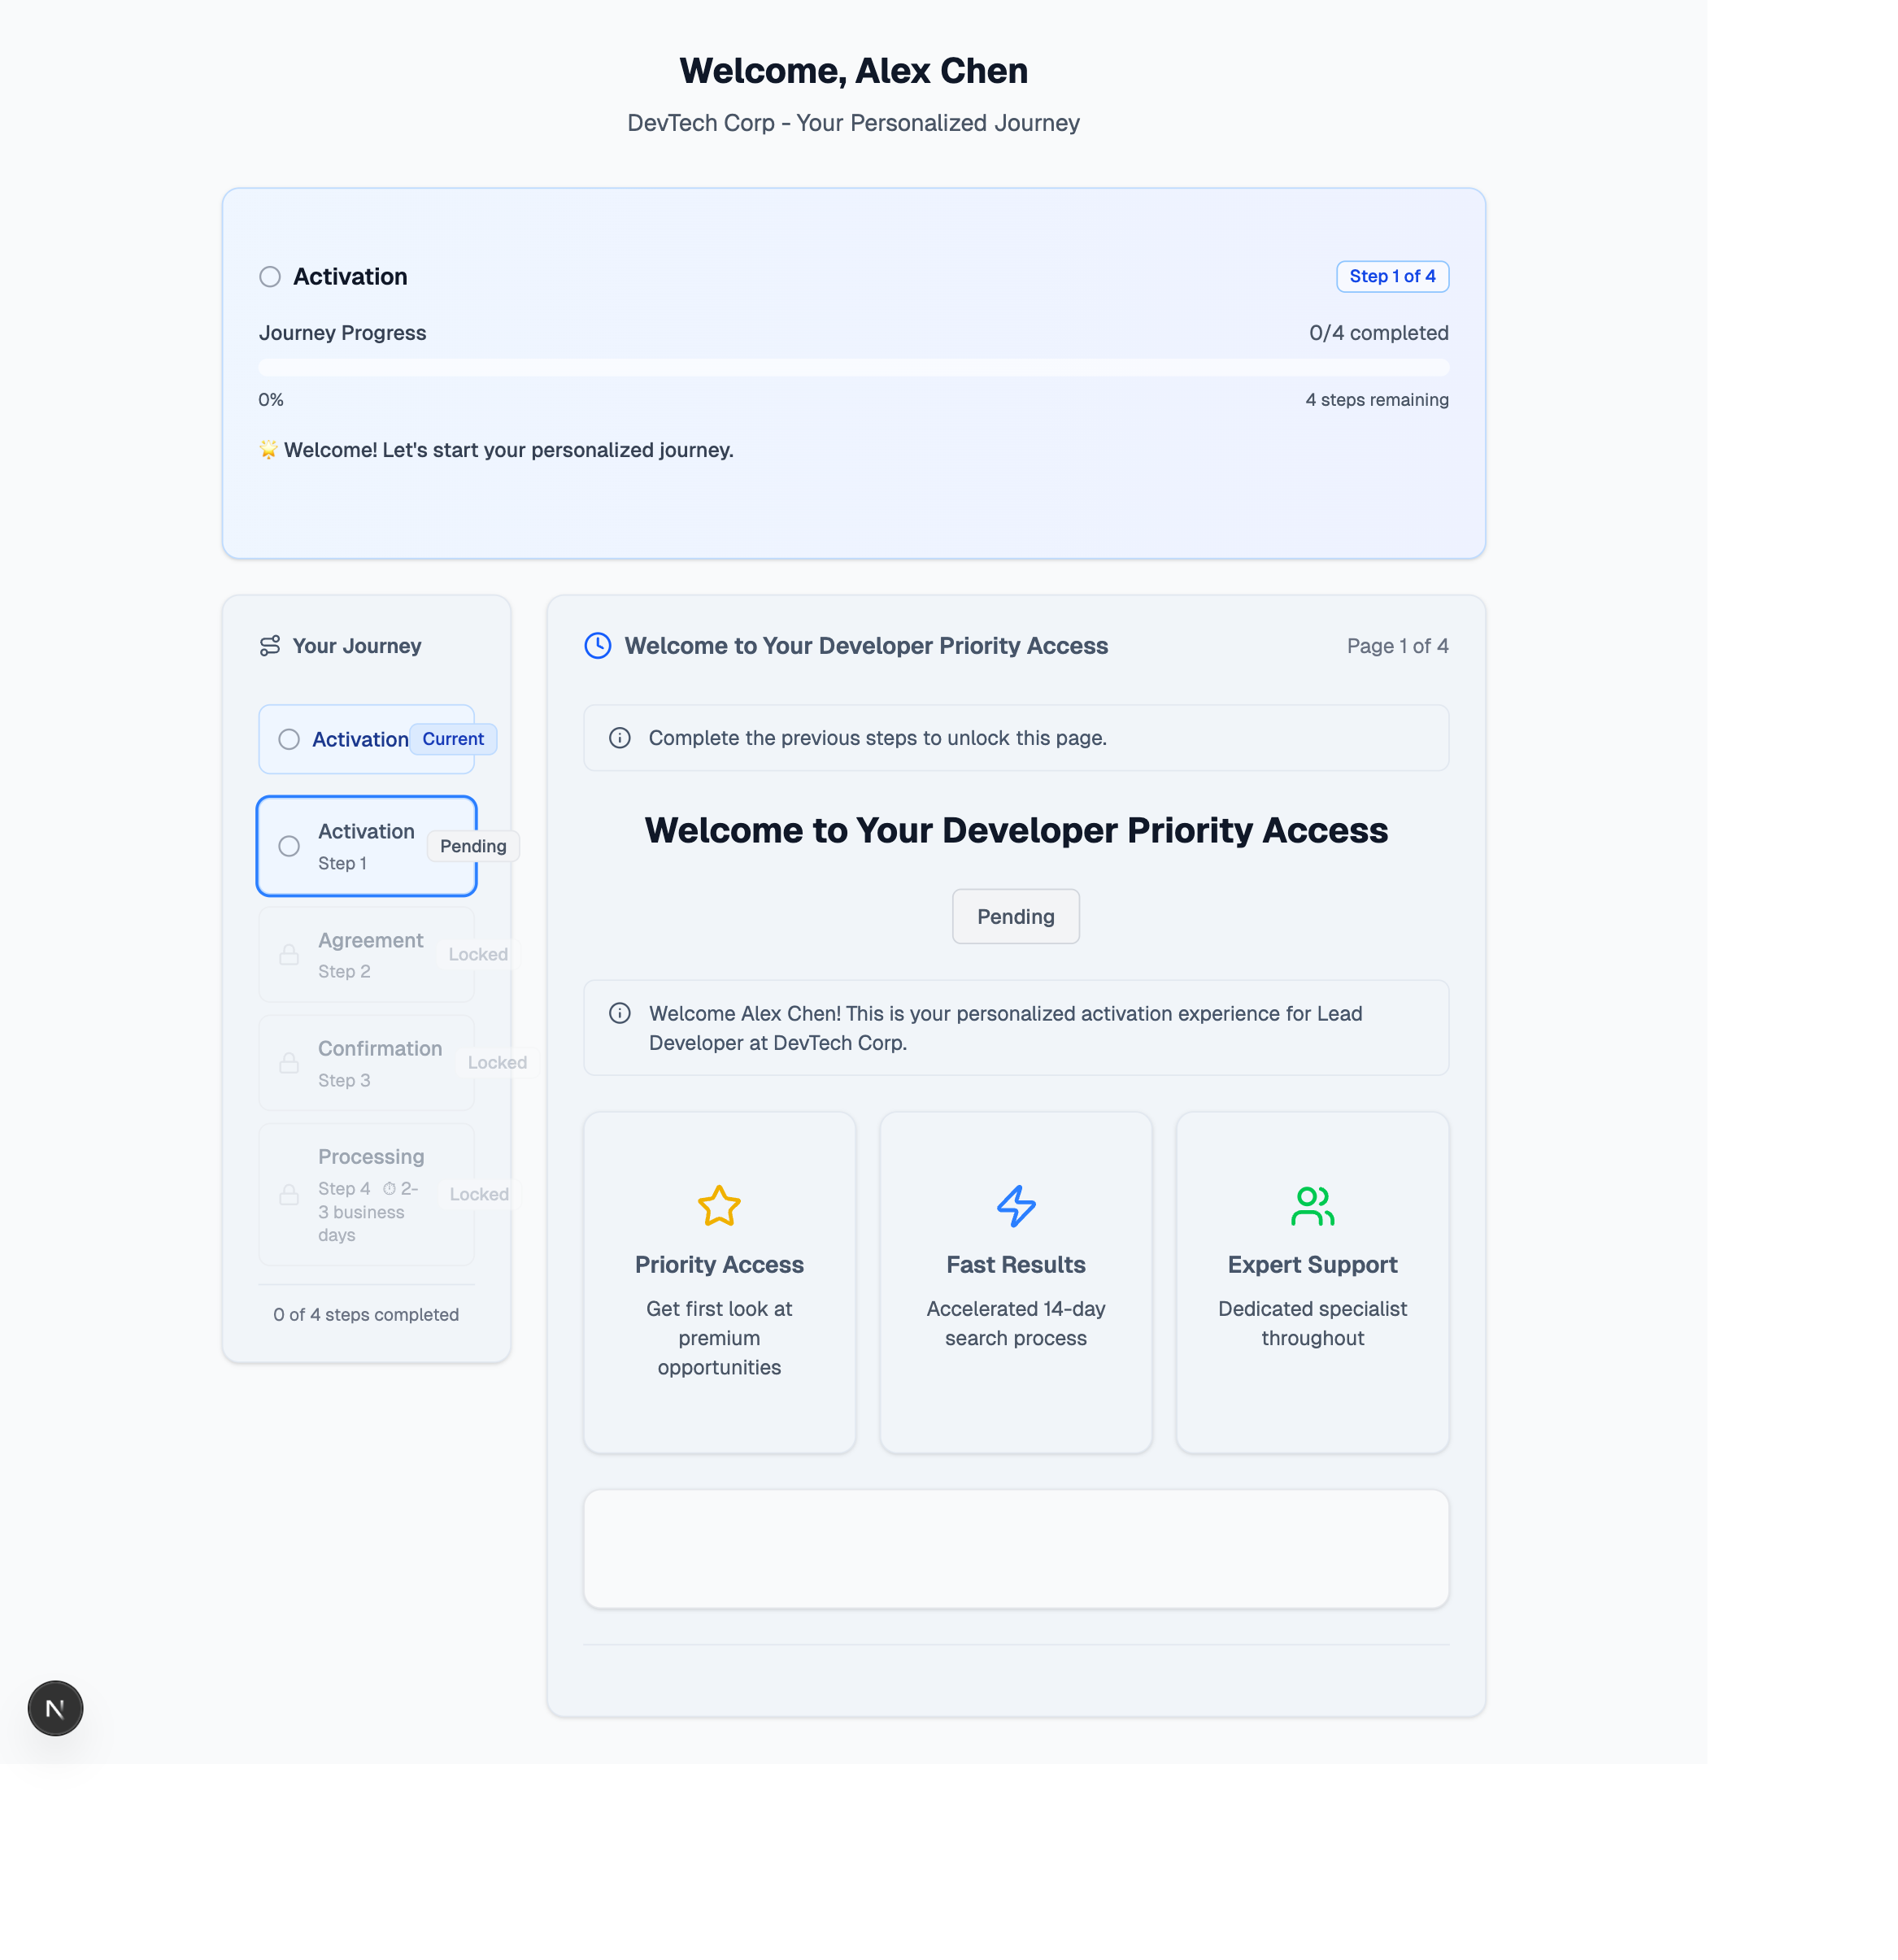 Welcome, Alex Chen
DevTech Corp - Your Personalized Journey
Activation
Step 1 of 4
Journey Progress
0/4 completed
0%
4 steps remaining
🌟 Welcome! Let's start your personalized journey.
Your Journey
Activation
Current
Activation
Step 1
Pending
Agreement
Step 2
Locked
Confirmation
Step 3
Locked
Processing
Step 4 ⏱ 2-
3 business
days
Locked
0 of 4 steps completed
Welcome to Your Developer Priority Access
Page 1 of 4
Complete the previous steps to unlock this page.
Welcome to Your Developer Priority Access
Pending
Welcome Alex Chen! This is your personalized activation experience for Lead
Developer at DevTech Corp.
Priority Access
Get first look at
premium
opportunities
Fast Results
Accelerated 14-day
search process
Expert Support
Dedicated specialist
throughout
N